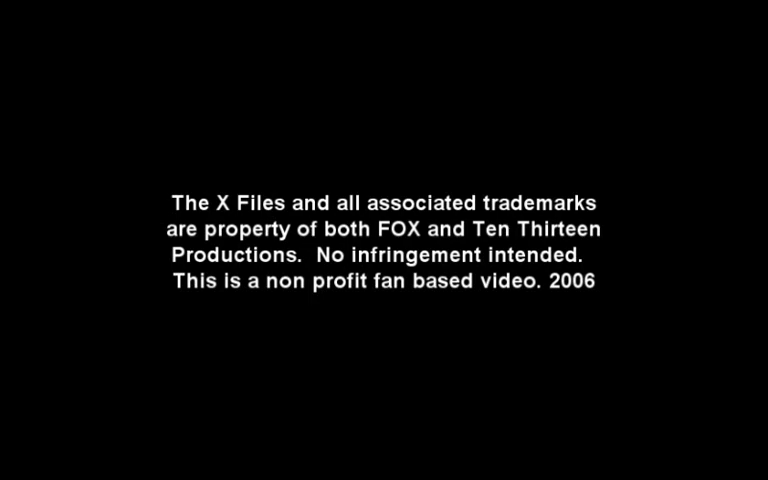 The X Files and all associated trademarks
are property of both FOX and Ten Thirteen
Productions.  No infringement intended.
This is a non profit fan based video. 2006